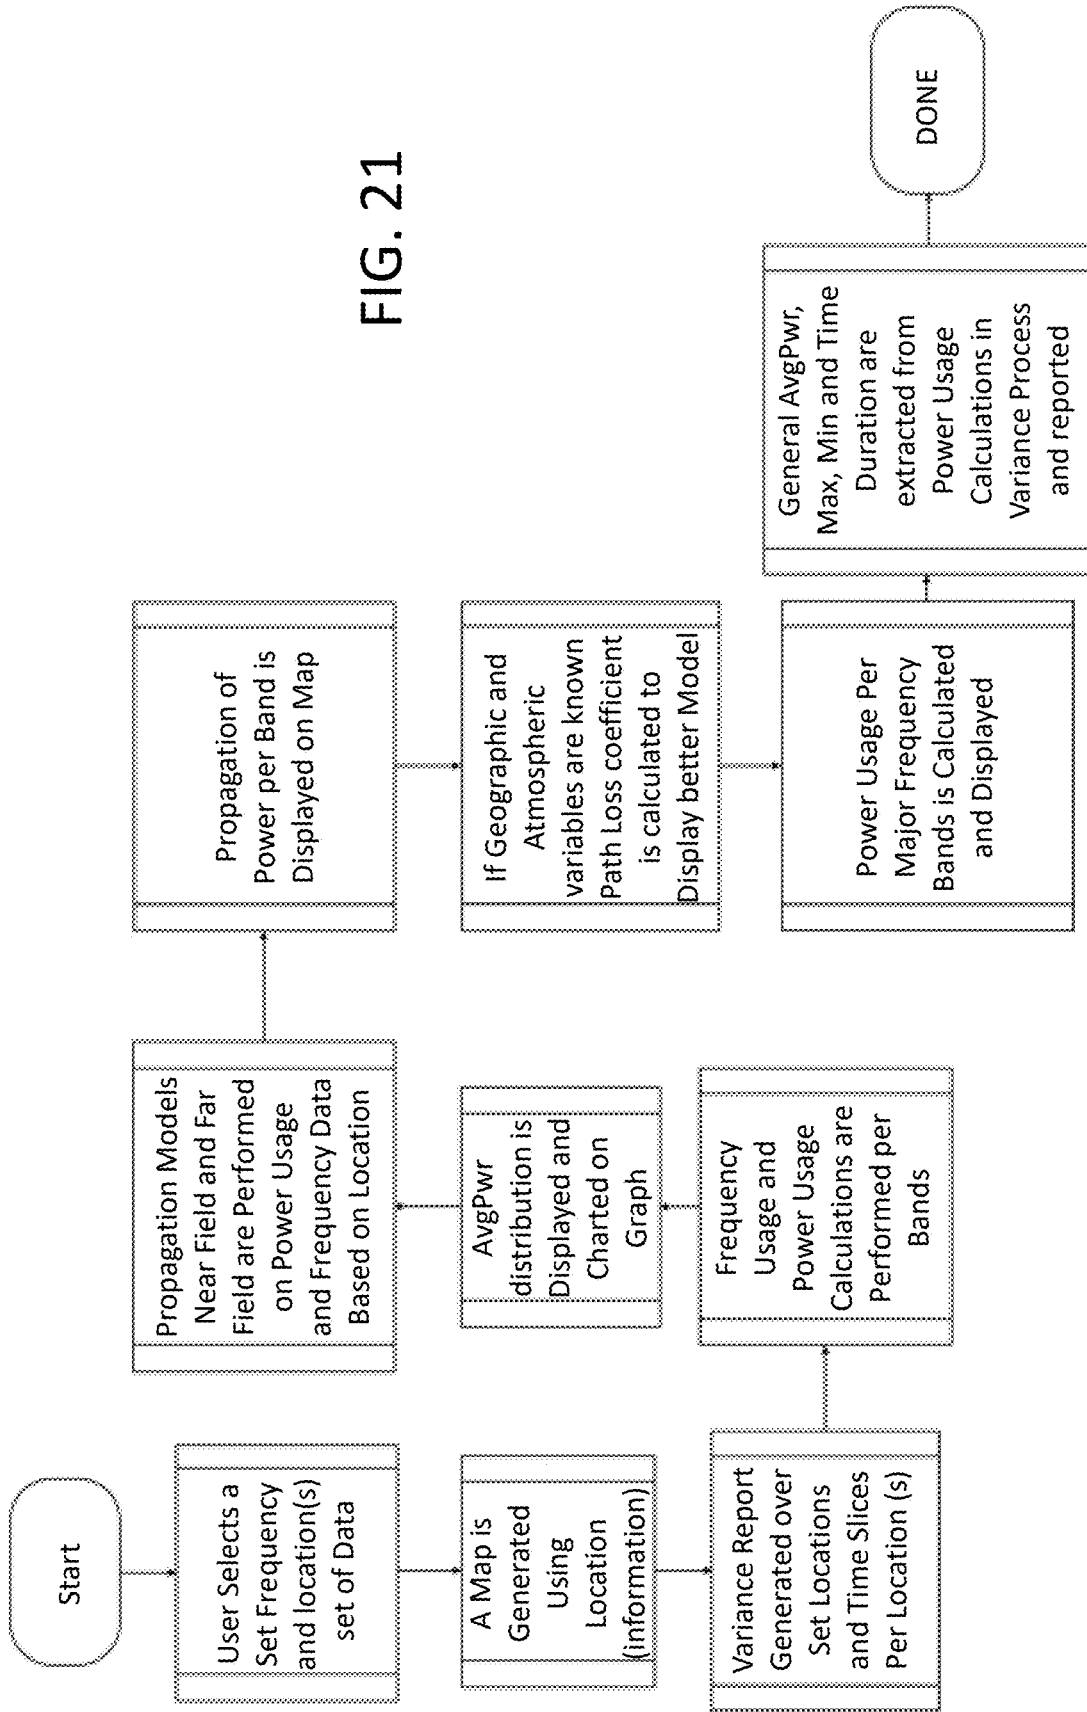 Start
User Selects a
Set Frequency
and location(s)
set of Data
A Map is
Generated
Using
Location
(information)
Variance Report
Generated over
Set Locations
and Time Slices
Per Location (s)
Frequency
Usage and
Power Usage
Calculations are
Performed per
Bands
AvgPwr
distribution is
Displayed and
Charted on
Graph
Propagation Models
Near Field and Far
Field are Performed
on Power Usage
and Frequency Data
Based on Location
Propagation of
Power per Band is
Displayed on Map
If Geographic and
Atmospheric
variables are known
Path Loss coefficient
is calculated to
Display better Model
Power Usage Per
Major Frequency
Bands is Calculated
and Displayed
General AvgPwr,
Max, Min and Time
Duration are
extracted from
Power Usage
Calculations in
Variance Process
and reported
DONE
FIG. 21